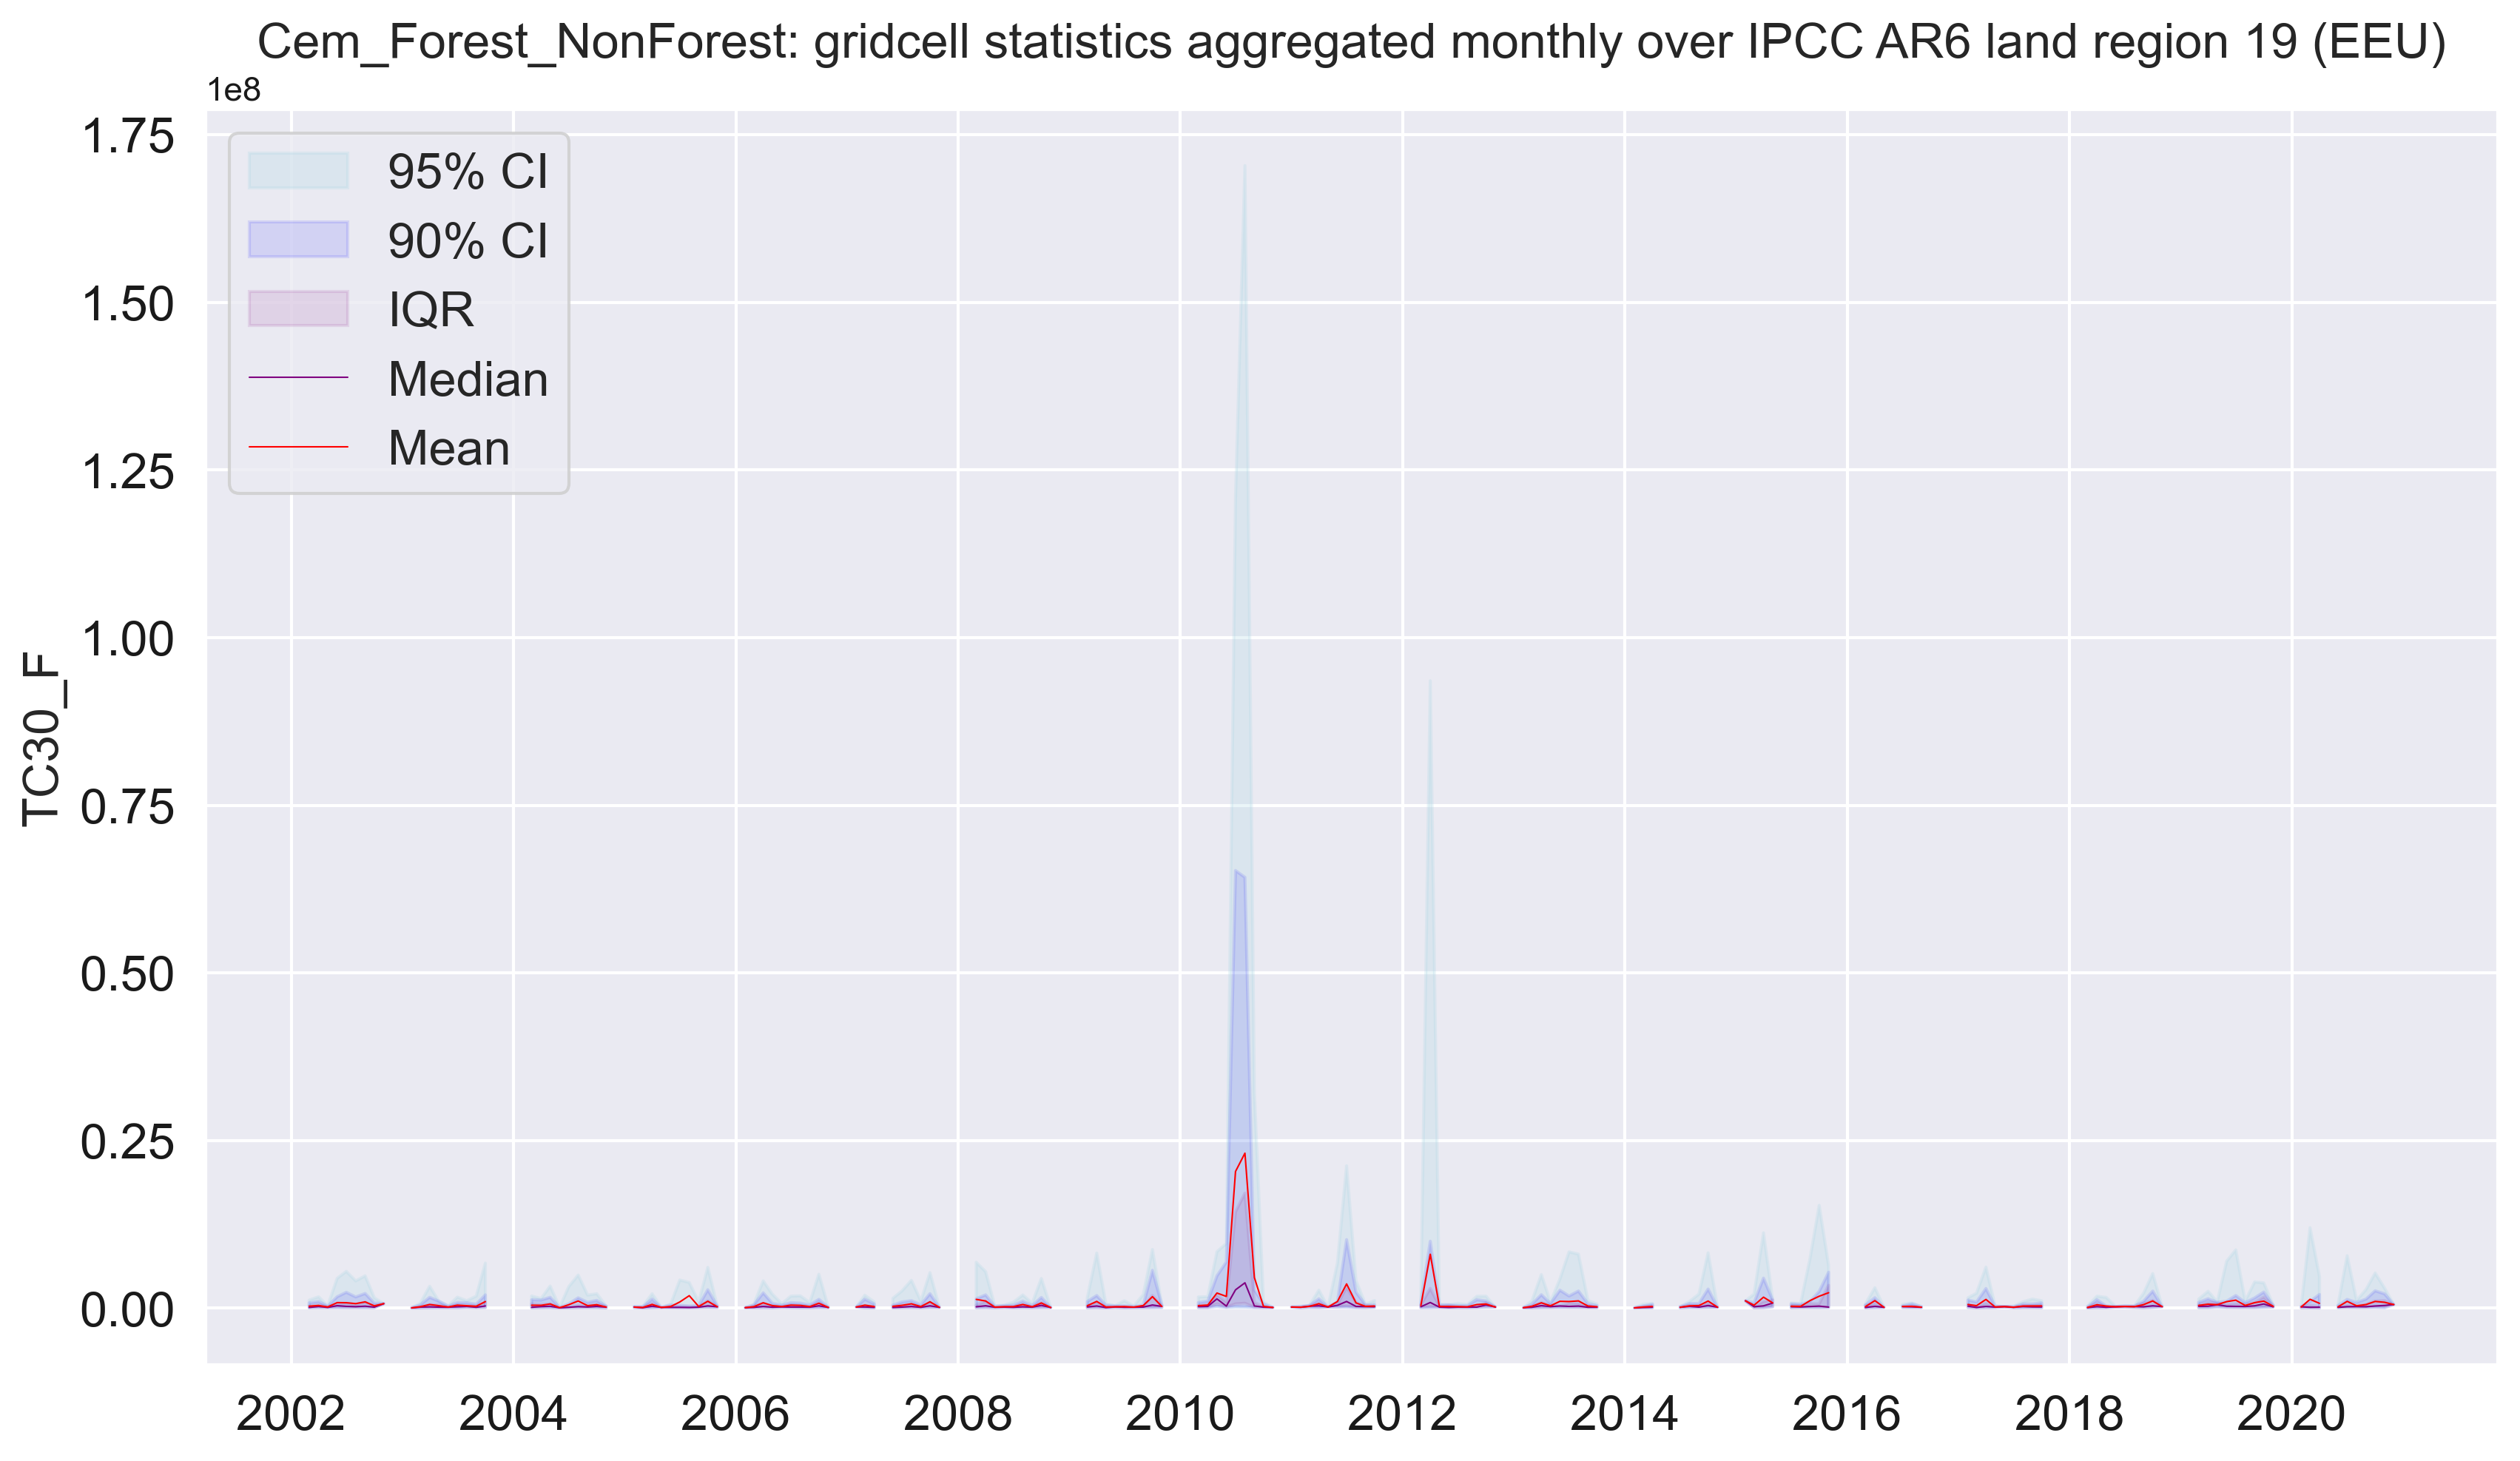 Cem_Forest_NonForest: gridcell statistics aggregated monthly over IPCC AR6 land region 19 (EEU)
1e8
1.75
1.50
1.25
1.00
0.75
0.50
0.25
0.00
TC30_F
95% CI
90% CI
IQR
Median
Mean
2002 2004 2006 2008 2010 2012 2014 2016 2018 2020